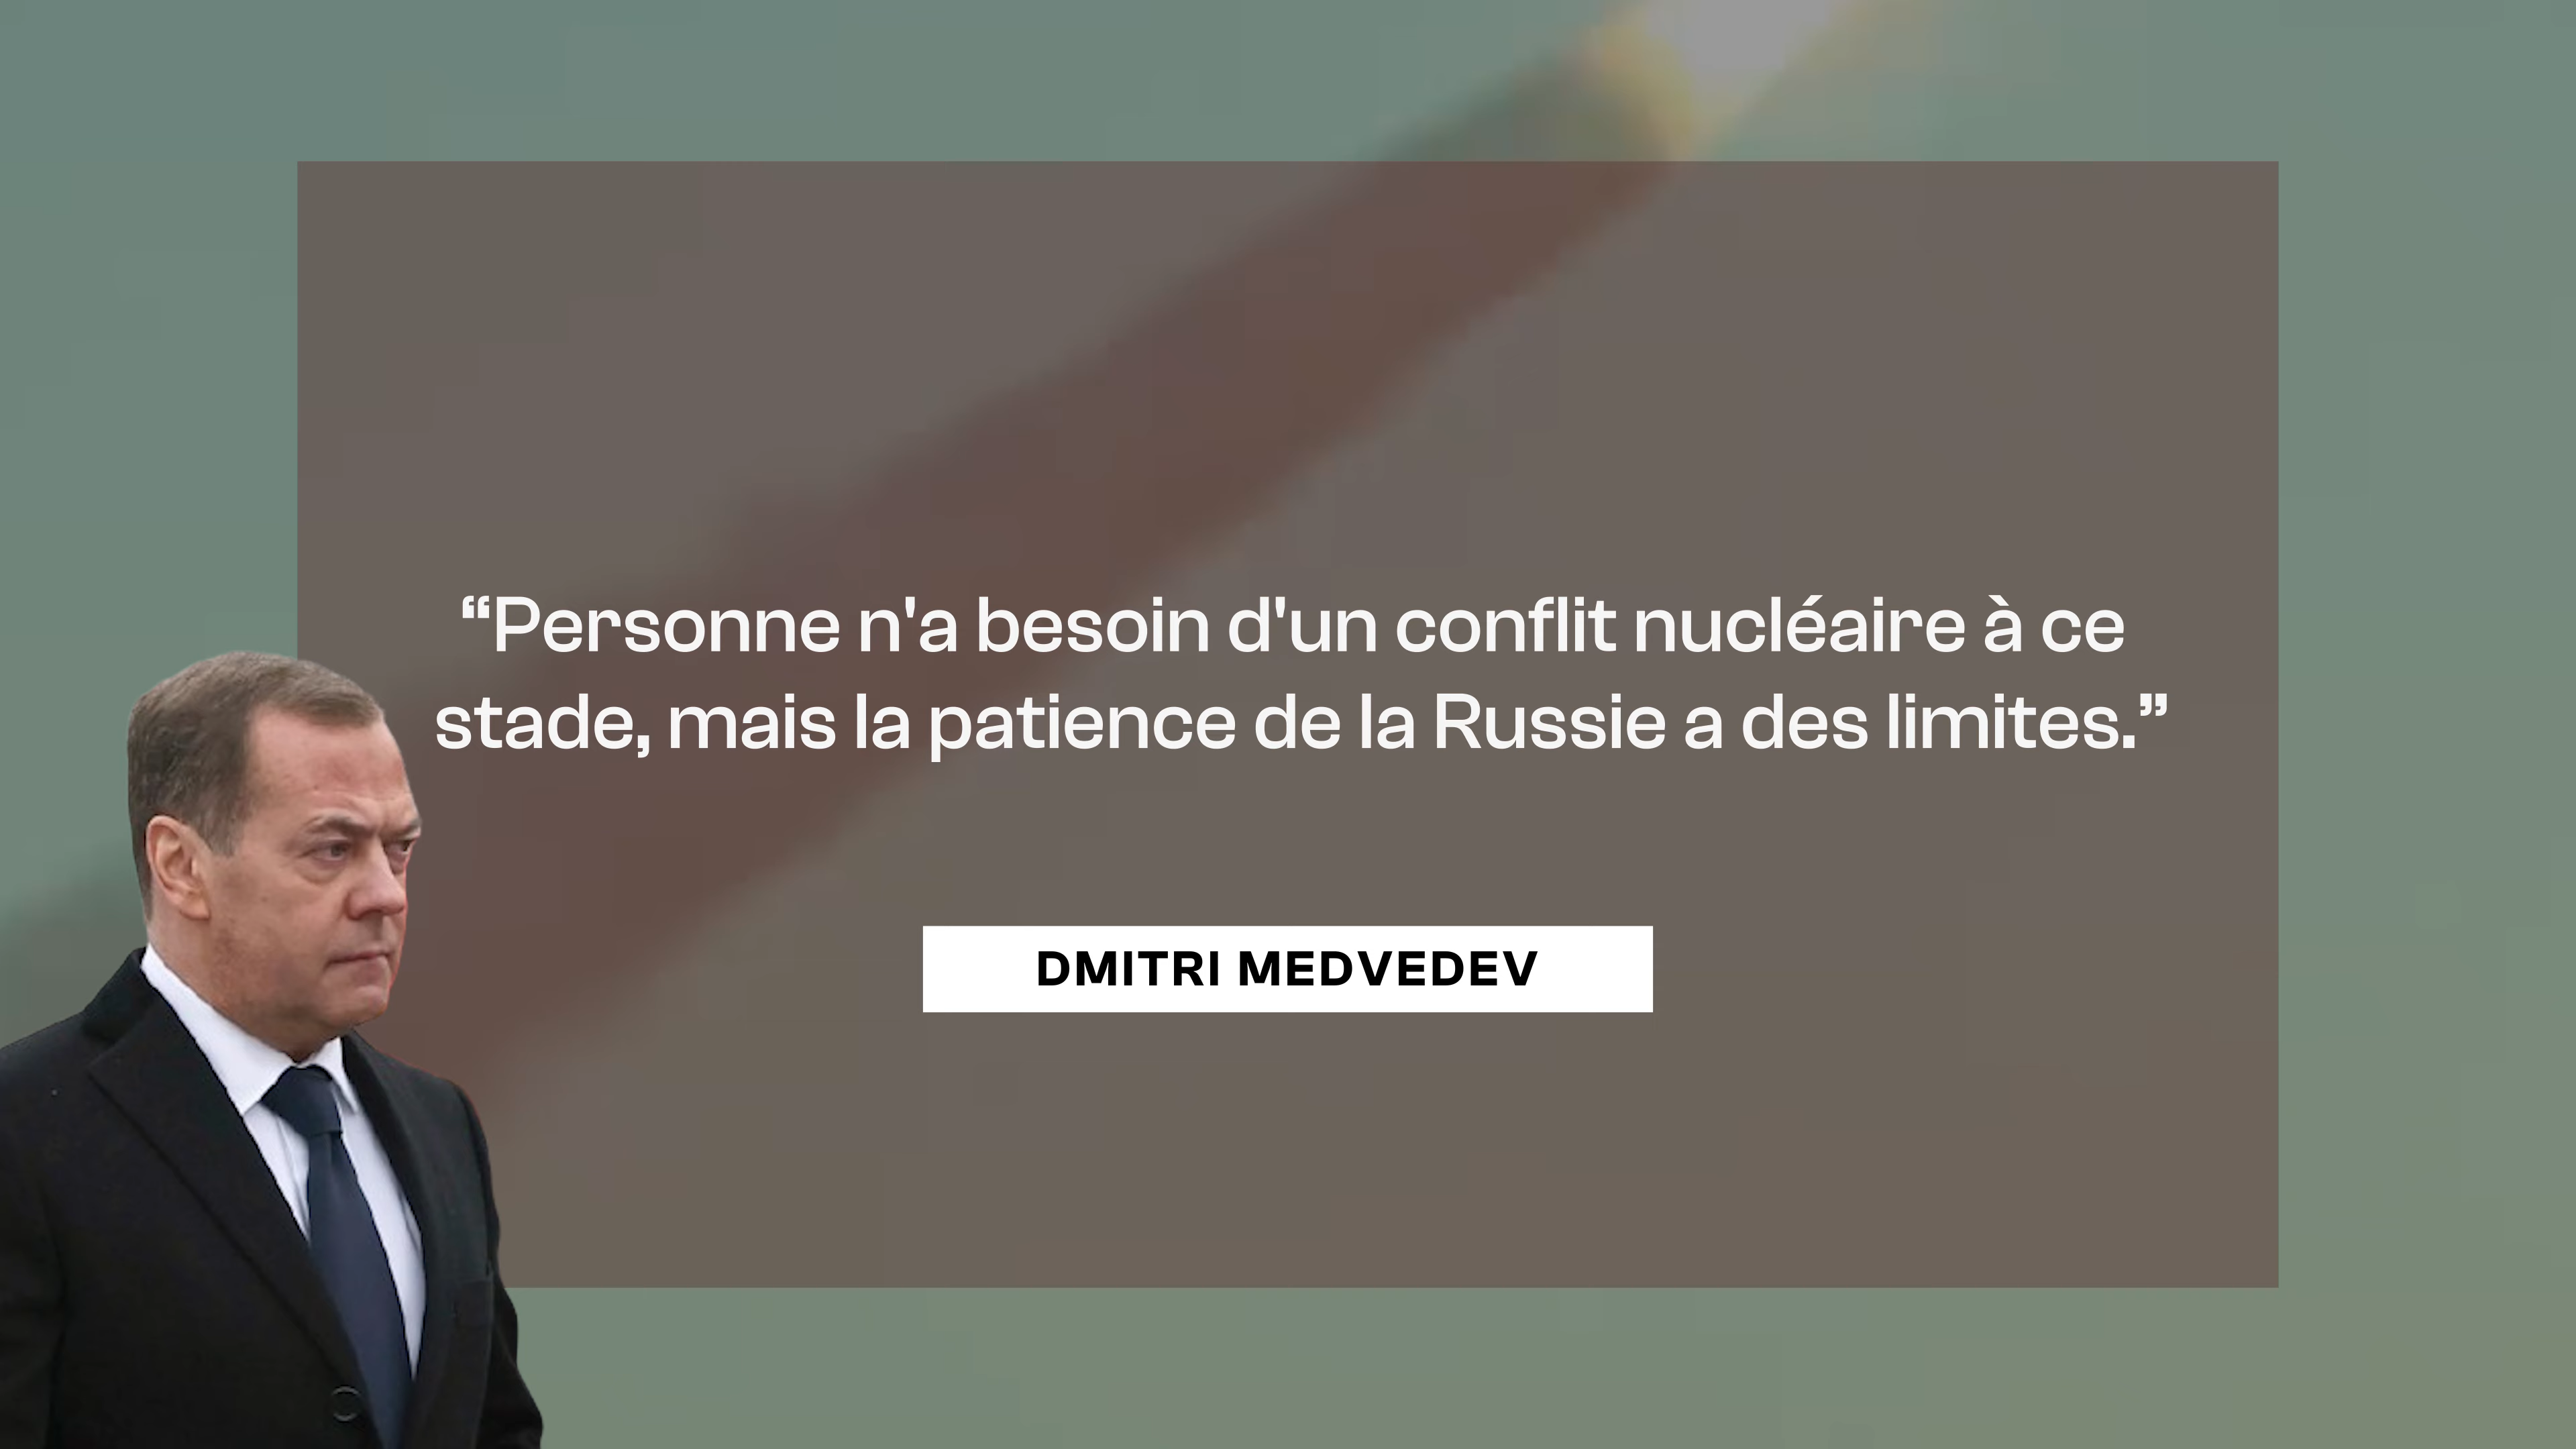 “Personne n'a besoin d'un conflit nucléaire à ce
stade, mais la patience de la Russie a des limites.”
DMITRI MEDVEDEV